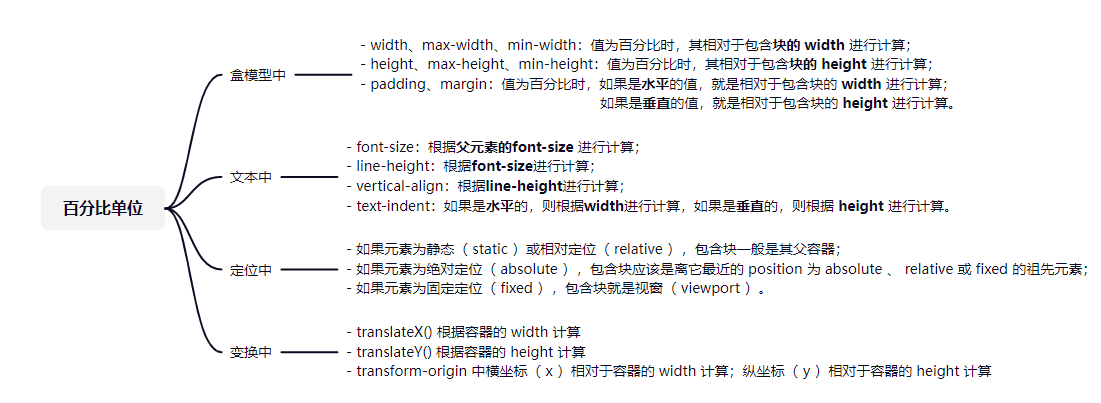 百分比单位
盒模型中
- width、max-width、min-width：值为百分比时，其相对于包含块的 width 进行计算；
- height、max-height、min-height：值为百分比时，其相对于包含块的 height 进行计算；
- padding、margin：值为百分比时，如果是水平的值，就是相对于包含块的 width 进行计算；
如果是垂直的值，就是相对于包含块的 height 进行计算。
文本中
- font-size：根据父元素的font-size 进行计算；
- line-height：根据font-size进行计算；
- vertical-align：根据line-height进行计算；
- text-indent：如果是水平的，则根据width进行计算，如果是垂直的，则根据 height 进行计算。
定位中
- 如果元素为静态（ static ）或相对定位（ relative ），包含块一般是其父容器；
- 如果元素为绝对定位（ absolute ），包含块应该是离它最近的 position 为 absolute 、 relative 或 fixed 的祖先元素；
- 如果元素为固定定位（ fixed ），包含块就是视窗（ viewport ）。
变换中
- translateX() 根据容器的 width 计算
- translateY() 根据容器的 height 计算
- transform-origin 中横坐标（ x ）相对于容器的 width 计算；纵坐标（ y ）相对于容器的 height 计算